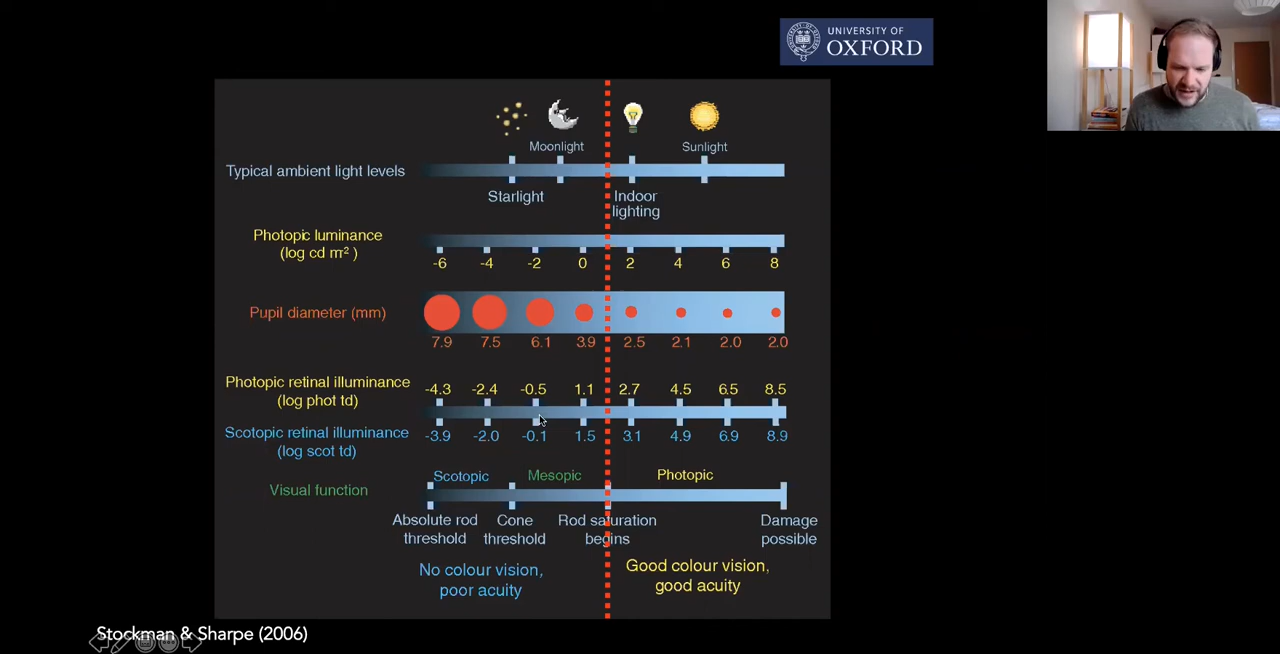 UNIVERSITY OF
OXFORD
Moonlight
Sunlight
Typical ambient light levels
Starlight
Indoor
lighting
Photopic luminance
(log cd m² )
-6 -4 -2 0 2 4 6 8
Pupil diameter (mm)
7.9 7.5 6.1 3.9 2.5 2.1 2.0 2.0
Photopic retinal illuminance
(log phot td)
-4.3 -2.4 -0.5 1.1 2.7 4.5 6.5 8.5
Scotopic retinal illuminance
(log scot td)
-3.9 -2.0 -0.1 1.5 3.1 4.9 6.9 8.9
Scotopic Mesopic Photopic
Visual function
Absolute rod
threshold
Cone
threshold
Rod saturation
begins
Damage
possible
No colour vision,
poor acuity
Good colour vision,
good acuity
Stockman & Sharpe (2006)